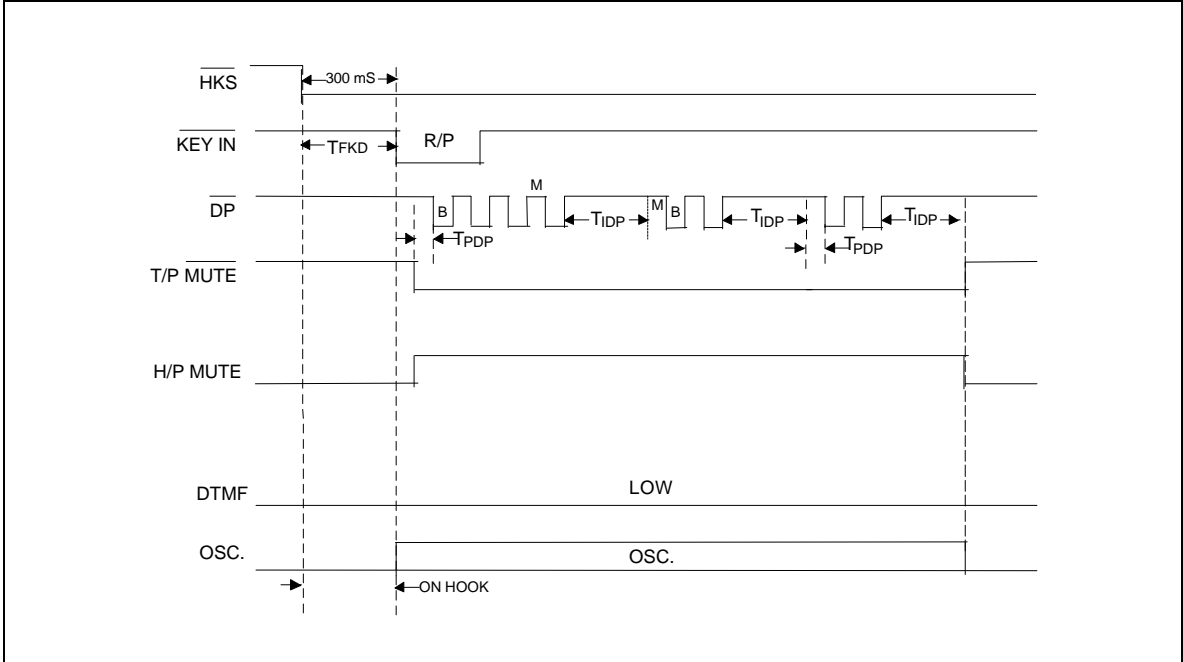 HKS
300 mS
KEY IN
TFKD
R/P
DP
B
M
TIDP
M
B
TIDP
TIDP
TPDP
TPDP
T/P MUTE
H/P MUTE
DTMF
LOW
OSC.
OSC.
ON HOOK